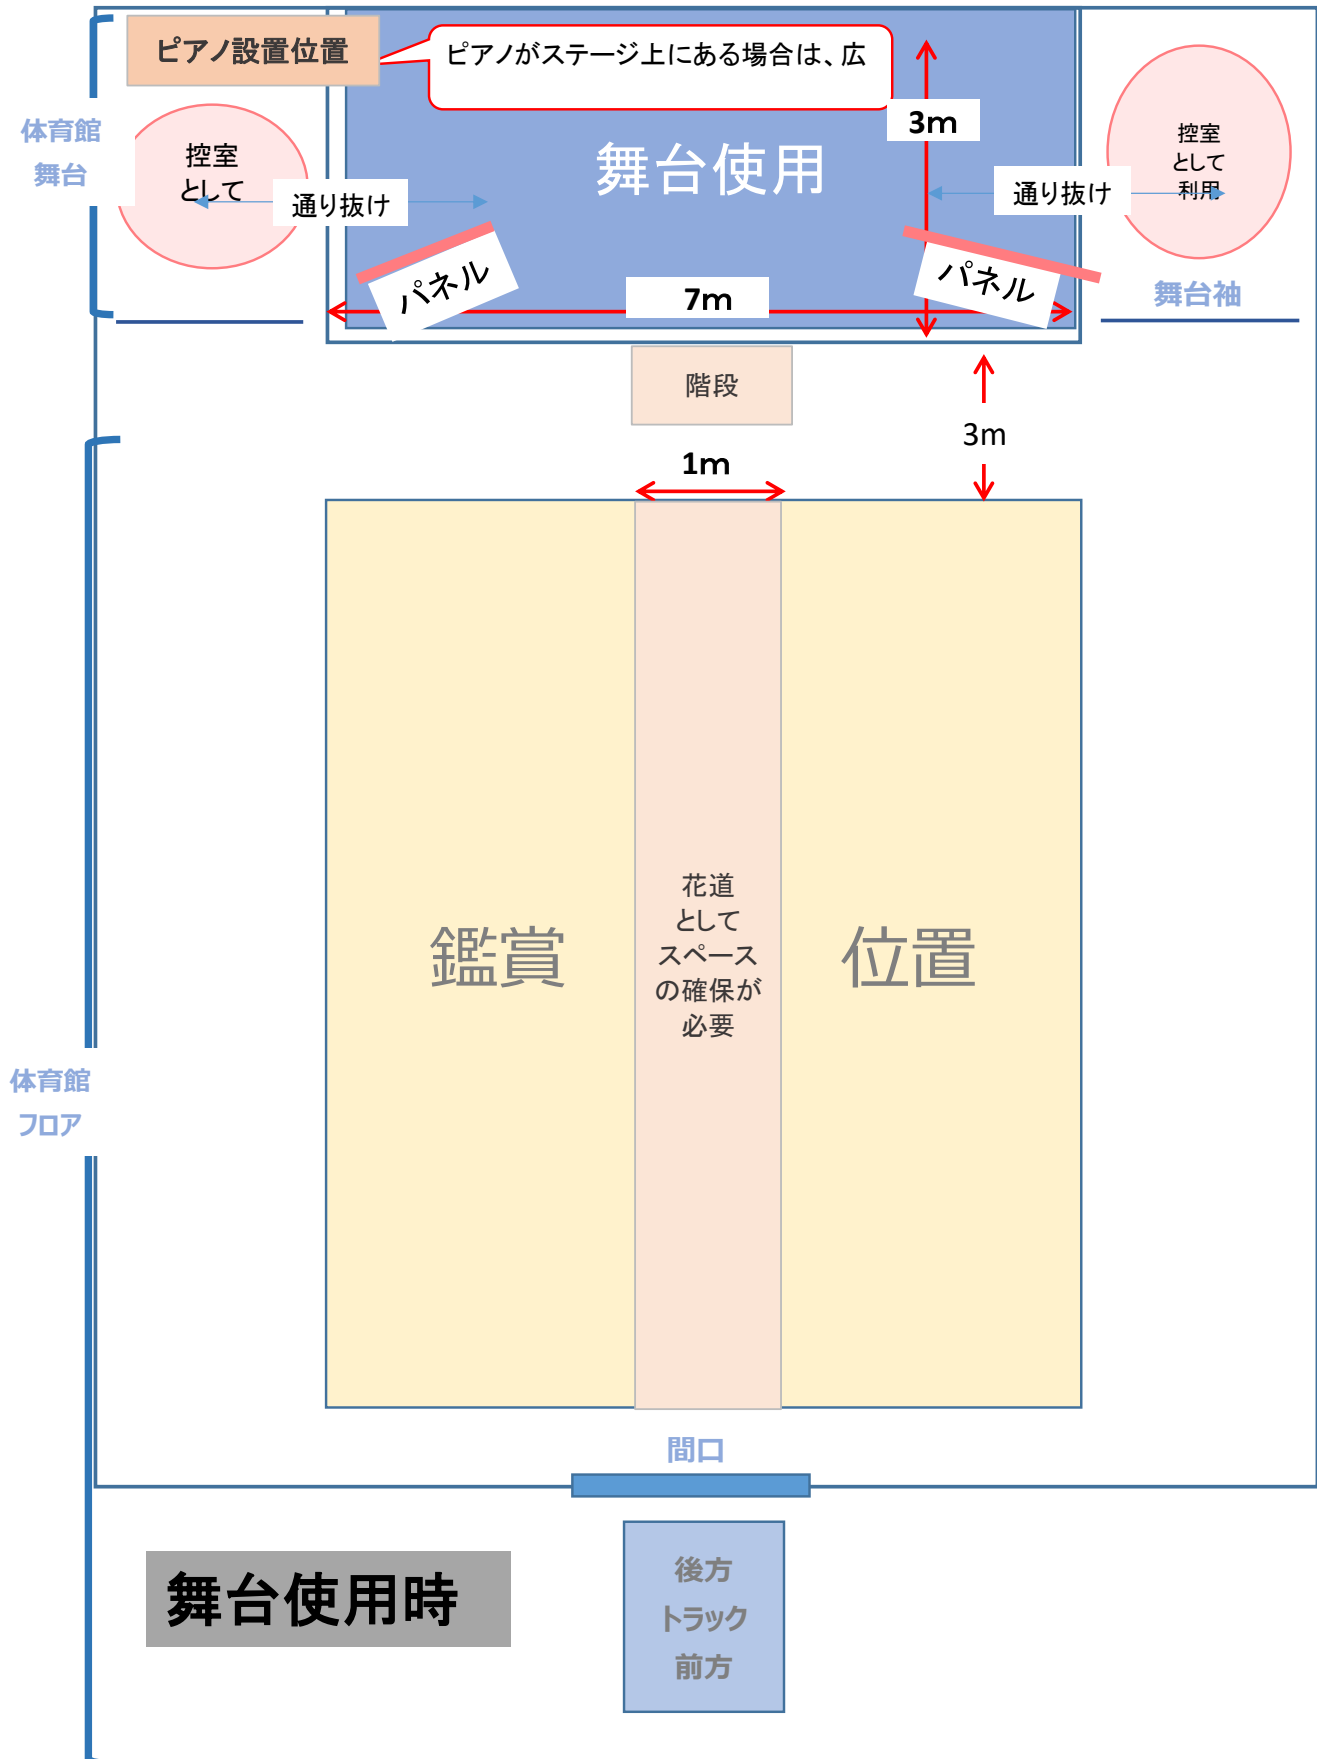 ピアノ設置位置
ピアノがステージ上にある場合は、広
体育館
舞台
3m
舞台使用
控室
として
控室
として
利用
通り抜け
通り抜け
パネル
パネル
7m
舞台袖
階段
3m
1m
鑑賞
花道
として
スペース
の確保が
必要
位置
体育館
フロア
間口
舞台使用時
後方
トラック
前方